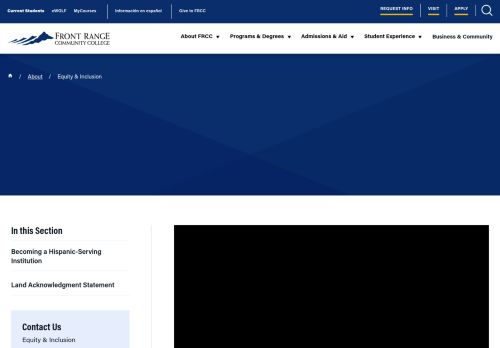 Current Students eWOLF MyCourses Información en español Give to FRCC REQUEST INFO VISIT APPLY
FRONT RANGE
COMMUNITY COLLEGE
About FRCC Programs & Degrees Admissions & Aid Student Experience Business & Community
/ About / Equity & Inclusion
In this Section
Becoming a Hispanic-Serving
Institution
Land Acknowledgment Statement
Contact Us
Equity & Inclusion